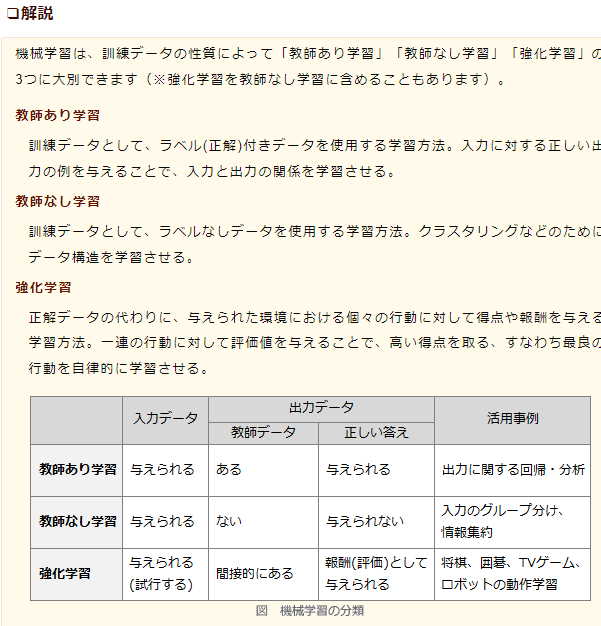 ❏解説
機械学習は、訓練データの性質によって「教師あり学習」「教師なし学習」「強化学習」の
3つに大別できます（※強化学習を教師なし学習に含めることもあります）。
教師あり学習
訓練データとして、ラベル(正解)付きデータを使用する学習方法。入力に対する正しい出
力の例を与えることで、入力と出力の関係を学習させる。
教師なし学習
訓練データとして、ラベルなしデータを使用する学習方法。クラスタリングなどのために
データ構造を学習させる。
強化学習
正解データの代わりに、与えられた環境における個々の行動に対して得点や報酬を与える
学習方法。一連の行動に対して評価値を与えることで、高い得点を取る、すなわち最良の
行動を自律的に学習させる。
入力データ 出力データ 活用事例
教師データ 正しい答え
教師あり学習 与えられる ある 与えられる 出力に関する回帰・分析
教師なし学習 与えられる ない 与えられない 入力のグループ分け、
情報集約
強化学習 与えられる 間接的にある 報酬(評価)として 将棋、囲碁、TVゲーム、
(試行する) 与えられる ロボットの動作学習
図　機械学習の分類